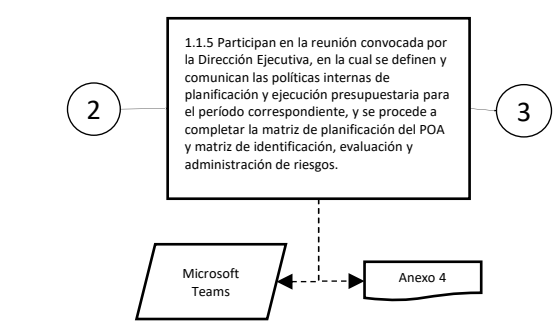 1.1.5 Participan en la reunión convocada por
la Dirección Ejecutiva, en la cual se definen y
comunican las políticas internas de
planificación y ejecución presupuestaria para
el período correspondiente, y se procede a
completar la matriz de planificación del POA
y matriz de identificación, evaluación y
administración de riesgos.
2
3
Microsoft
Teams
Anexo 4